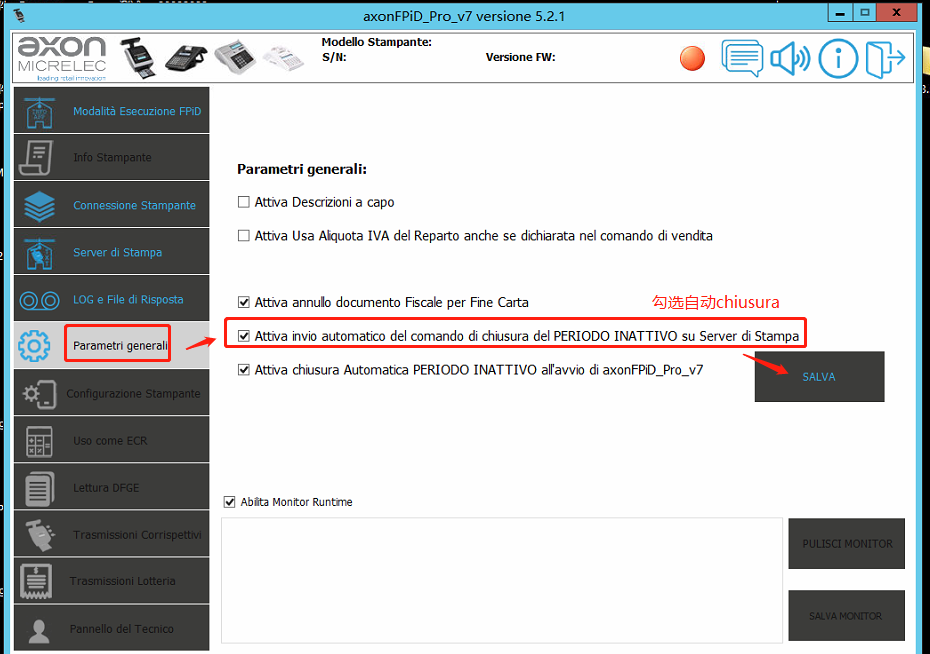 axonFPiD_Pro_v7 versione 5.2.1
axon
MICRELEC
leading retail innovation
Modello Stampante:
S/N:
Versione FW:
Modalità Esecuzione FPiD
Info Stampante
Connessione Stampante
Server di Stampa
LOG e File di Risposta
Parametri generali
Configurazione Stampante
Uso come ECR
Lettura DFGE
Trasmissioni Corrispettivi
Trasmissioni Lotteria
Pannello del Tecnico
Parametri generali:
Attiva Descrizioni a capo
Attiva Usa Aliquota IVA del Reparto anche se dichiarata nel comando di vendita
Attiva annullo documento Fiscale per Fine Carta
勾选自动chiusura
Attiva invio automatico del comando di chiusura del PERIODO INATTIVO su Server di Stampa
Attiva chiusura Automatica PERIODO INATTIVO all'avvio di axonFPiD_Pro_v7
SALVA
Abilita Monitor Runtime
PULISCI MONITOR
SALVA MONITOR